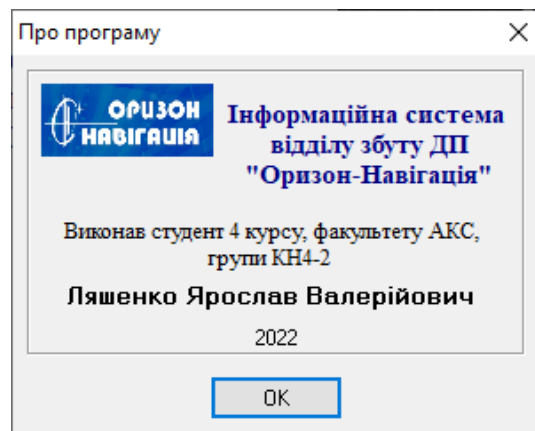 Про програму
ОРИЗОН
НАВІГАЦІЯ
Інформаційна система
відділу збуту ДП
"Оризон-Навігація"
Виконав студент 4 курсу, факультету АКС,
групи КН4-2
Ляшенко Ярослав Валерійович
2022
OK